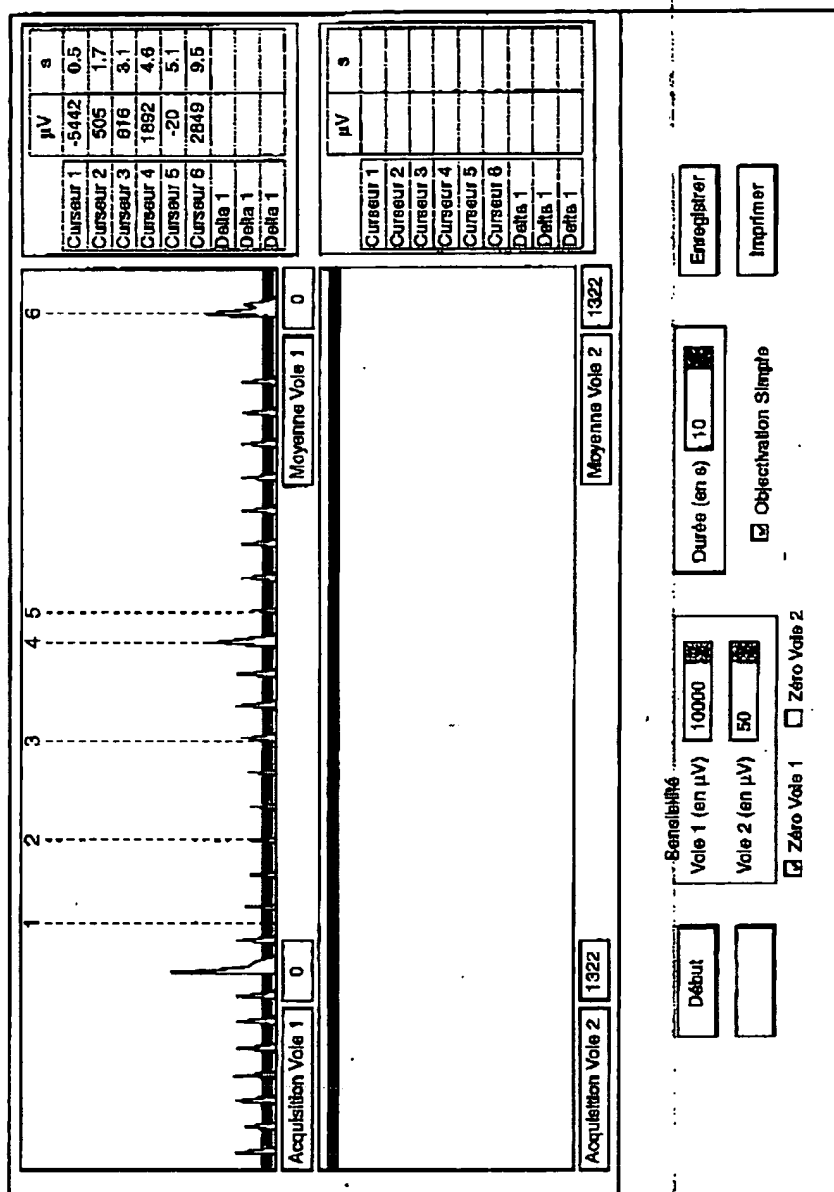 1 2 3 4 5 6
µV s
Curseur 1 -5442 0.5
Curseur 2 505 1.7
Curseur 3 816 3.1
Curseur 4 1892 4.6
Curseur 5 -20 5.1
Curseur 6 2849 9.5
Delta 1
Delta 1
Delta 1
Acquisition Voie 1 0
Moyenne Voie 1 0
µV s
Curseur 1
Curseur 2
Curseur 3
Curseur 4
Curseur 5
Curseur 6
Delta 1
Delta 1
Delta 1
Acquisition Voie 2 1322
Moyenne Voie 2 1322
Début
Sensibilité
Voie 1 (en µV) 10000
Voie 2 (en µV) 50
Zéro Voie 1
Zéro Voie 2
Durée (en s) 10
Objectivation Simple
Enregistrer
Imprimer